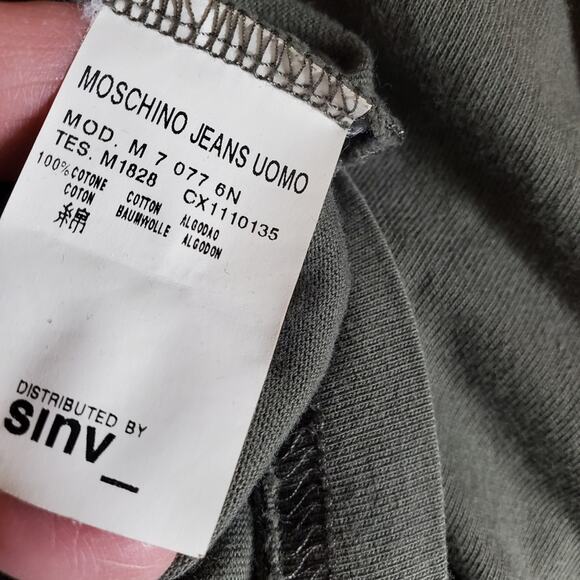 MOSCHINO JEANS UOMO
MOD. M 7 077 6N
TES. M1828 CX1110135
100% COTONE COTTON ALGODAO
COTON BAUMWOLLE ALGODON
綿
DISTRIBUTED BY
sinv_